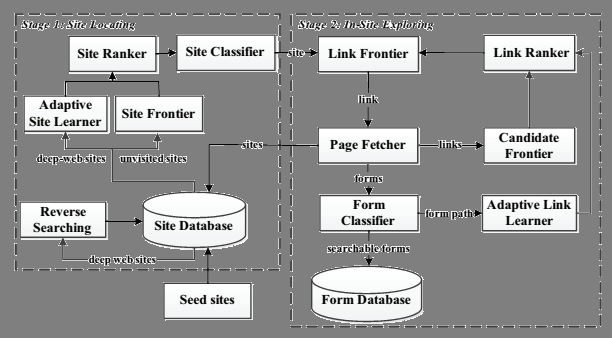 Stage 1: Site Locating
Stage 2: In-Site Exploring
Site Ranker
Site Classifier
site
Link Frontier
Link Ranker
Adaptive
Site Learner
Site Frontier
link
deep-web sites
unvisited sites
sites
Page Fetcher
links
Candidate
Frontier
forms
Reverse
Searching
Site Database
Form
Classifier
form path
Adaptive Link
Learner
deep web sites
searchable forms
Seed sites
Form Database